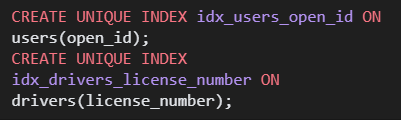 CREATE UNIQUE INDEX idx_users_open_id ON
users(open_id);
CREATE UNIQUE INDEX
idx_drivers_license_number ON
drivers(license_number);